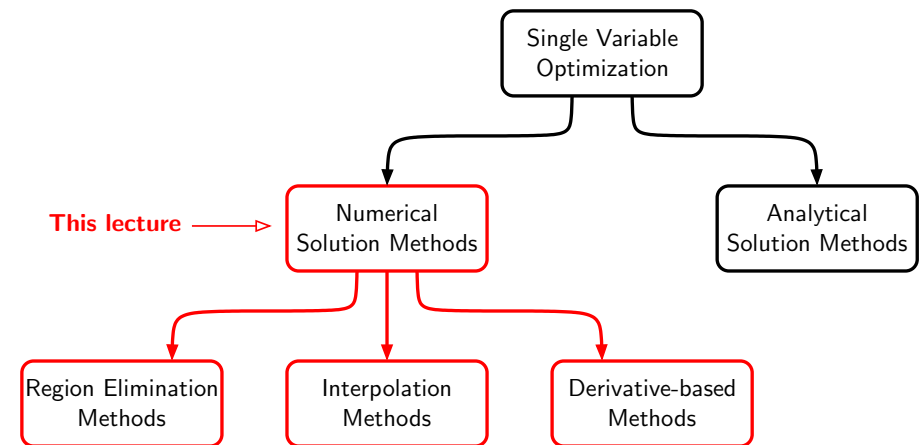 Single Variable
Optimization
This lecture
Numerical
Solution Methods
Analytical
Solution Methods
Region Elimination
Methods
Interpolation
Methods
Derivative-based
Methods